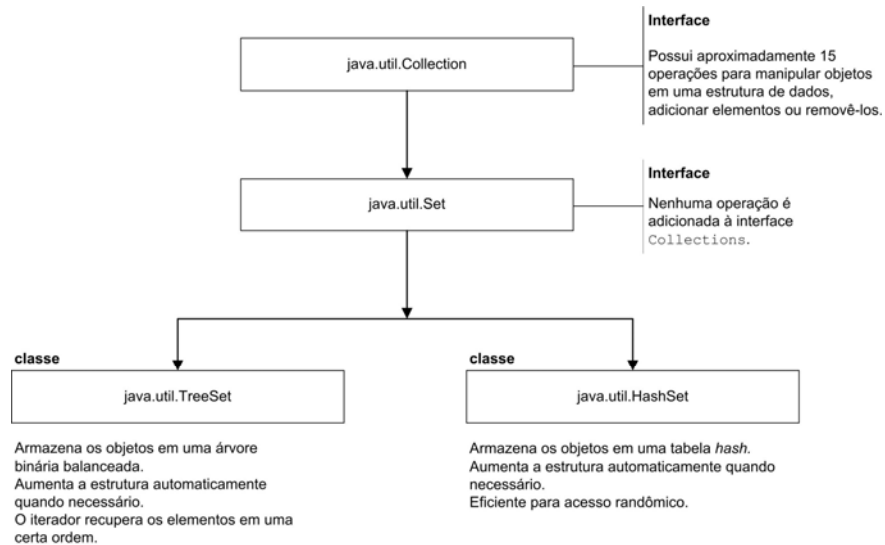 Interface
Possui aproximadamente 15
operações para manipular objetos
em uma estrutura de dados,
adicionar elementos ou removê-los.
java.util.Collection
Interface
Nenhuma operação é
adicionada à interface
Collections.
java.util.Set
classe
java.util.TreeSet
Armazena os objetos em uma árvore
binária balanceada.
Aumenta a estrutura automaticamente
quando necessário.
O iterador recupera os elementos em uma
certa ordem.
classe
java.util.HashSet
Armazena os objetos em uma tabela hash.
Aumenta a estrutura automaticamente quando
necessário.
Eficiente para acesso randômico.